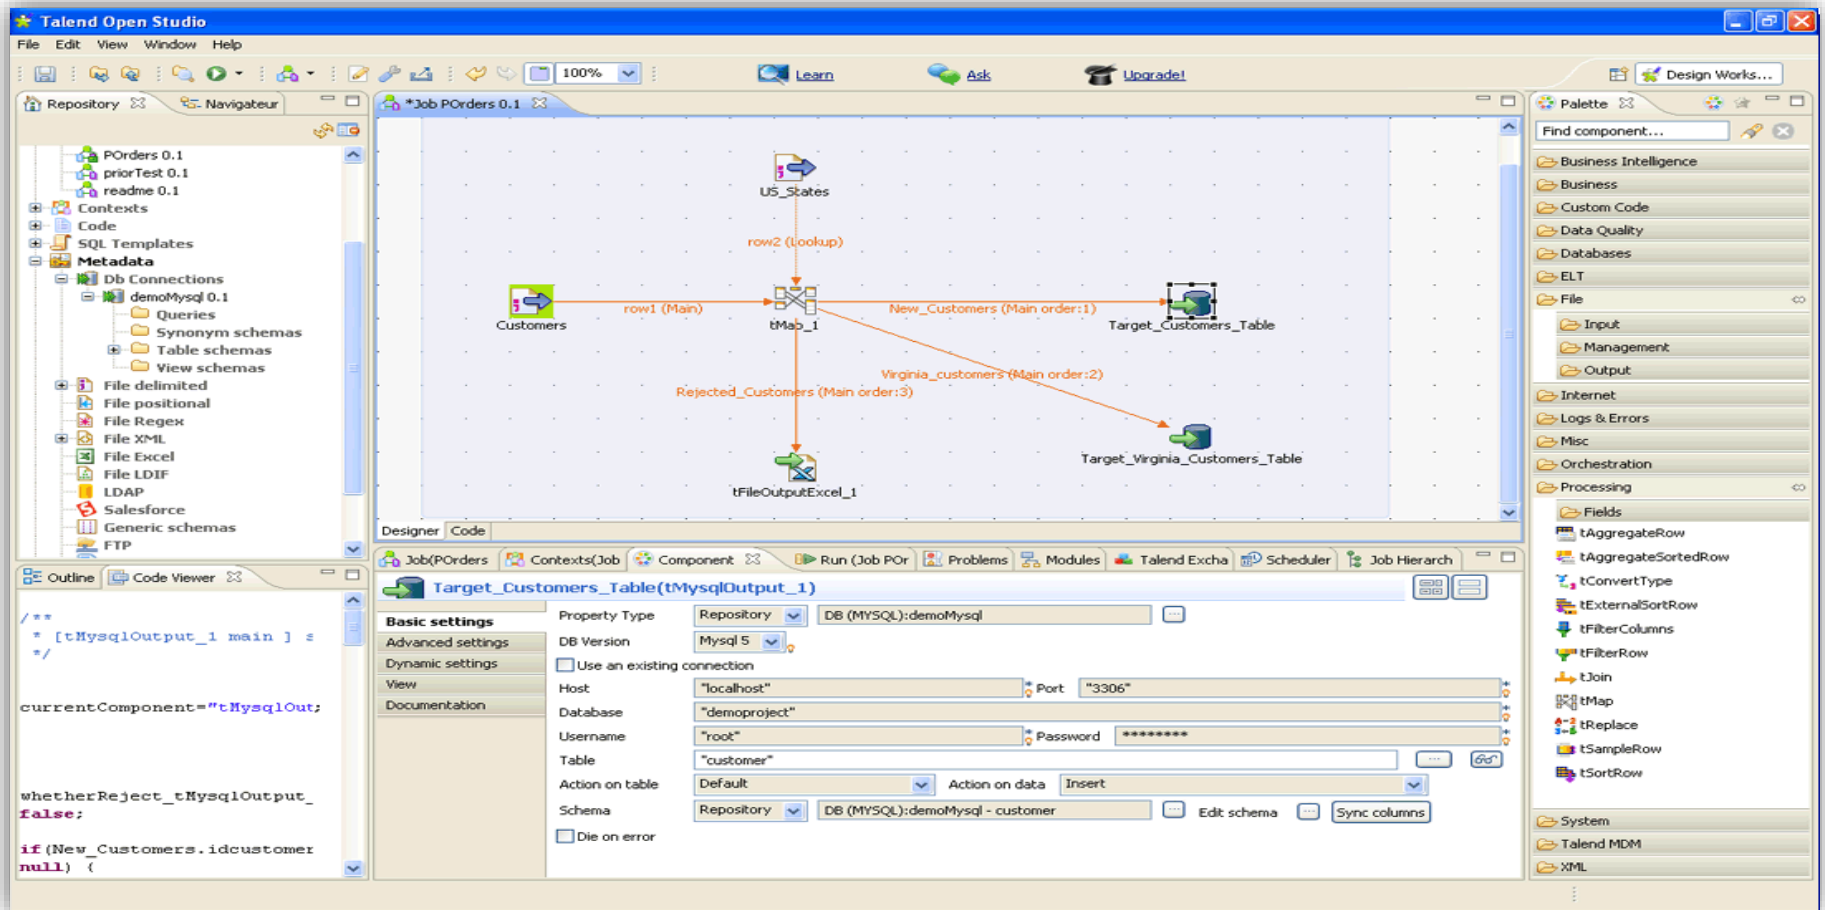 Talend Open Studio
File Edit View Window Help
100%
Learn
Ask
Upgrade!
Design Works...
Repository
Navigateur
POrders 0.1
priorTest 0.1
readme 0.1
Contexts
Code
SQL Templates
Metadata
Db Connections
demoMysql 0.1
Queries
Synonym schemas
Table schemas
View schemas
File delimited
File positional
File Regex
File XML
File Excel
File LDIF
LDAP
Salesforce
Generic schemas
FTP
Outline
Code Viewer
/**
* [tMysqlOutput_1 main ] s
*/
currentComponent="tMysqlOut;
whetherReject_tMysqlOutput_
false;
if(New_Customers.idcustomer
null) {
*Job POrders 0.1
US_States
row2 (Lookup)
Customers
row1 (Main)
tMap_1
New_Customers (Main order:1)
Target_Customers_Table
Virginia_customers (Main order:2)
Rejected_Customers (Main order:3)
Target_Virginia_Customers_Table
tFileOutputExcel_1
Designer Code
Job(POrders
Contexts(Job
Component
Run (Job POr
Problems
Modules
Talend Excha
Scheduler
Job Hierarch
Target_Customers_Table(tMysqlOutput_1)
Basic settings
Advanced settings
Dynamic settings
View
Documentation
Property Type Repository DB (MYSQL):demoMysql ...
DB Version Mysql 5
Use an existing connection
Host "localhost" Port "3306"
Database "demoproject"
Username "root" Password ********
Table "customer" ...
Action on table Default Action on data Insert
Schema Repository DB (MYSQL):demoMysql - customer ... Edit schema ... Sync columns
Die on error
Palette
Find component...
Business Intelligence
Business
Custom Code
Data Quality
Databases
ELT
File
Input
Management
Output
Internet
Logs & Errors
Misc
Orchestration
Processing
Fields
tAggregateRow
tAggregateSortedRow
tConvertType
tExternalSortRow
tFilterColumns
tFilterRow
tJoin
tMap
tReplace
tSampleRow
tSortRow
System
Talend MDM
XML